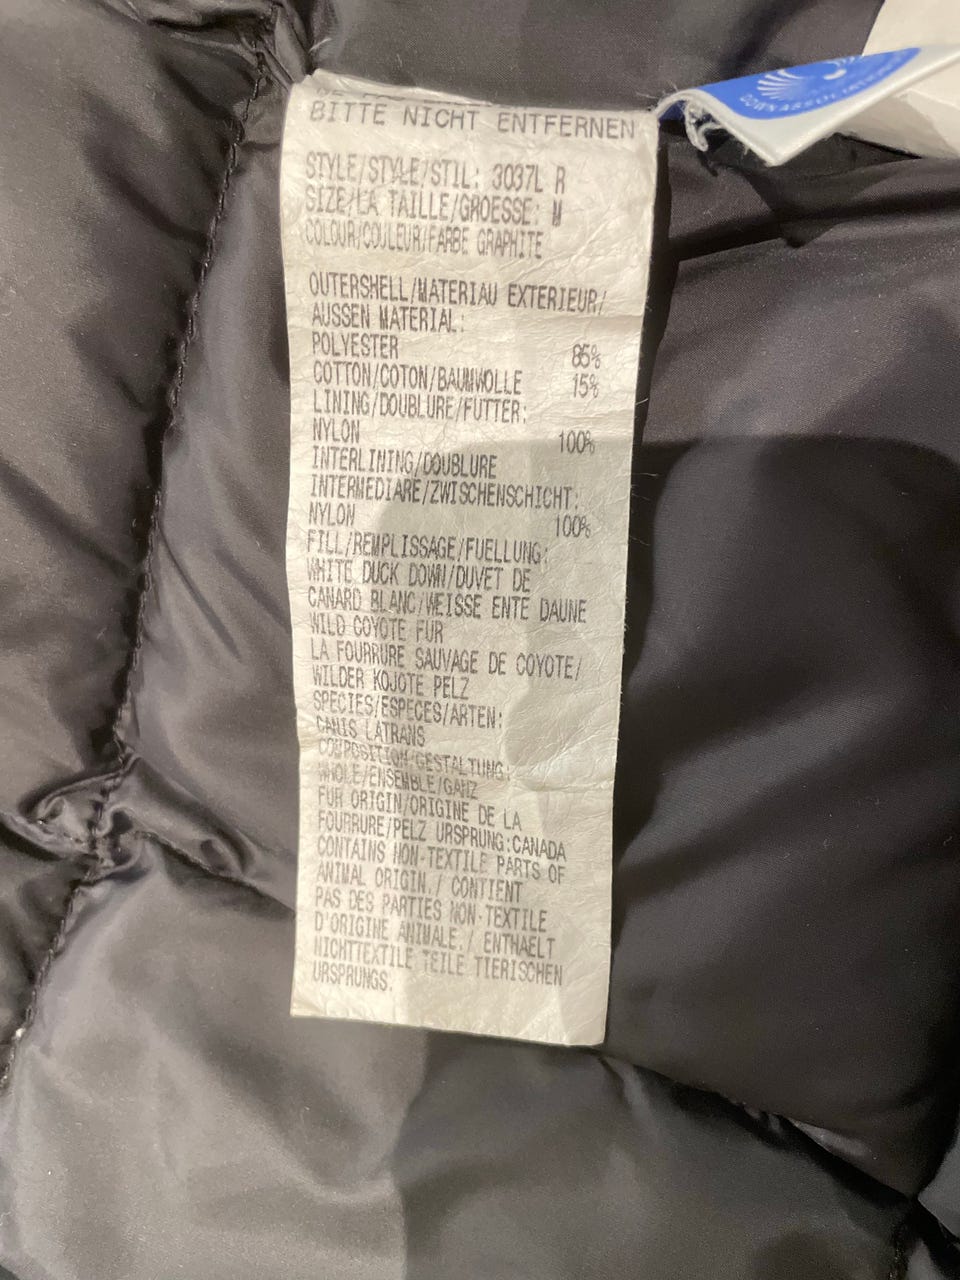 BITTE NICHT ENTFERNEN
STYLE/STYLE/STIL: 3037L R
SIZE/LA TAILLE/GROESSE: M
COLOUR/COULEUR/FARBE GRAPHITE
OUTERSHELL/MATERIAU EXTERIEUR/
AUSSEN MATERIAL:
POLYESTER 85%
COTTON/COTON/BAUMWOLLE 15%
LINING/DOUBLURE/FUTTER:
NYLON 100%
INTERLINING/DOUBLURE
INTERMEDIARE/ZWISCHENSCHICHT:
NYLON 100%
FILL/REMPLISSAGE/FUELLUNG:
WHITE DUCK DOWN/DUVET DE
CANARD BLANC/WEISSE ENTE DAUNE
WILD COYOTE FUR
LA FOURRURE SAUVAGE DE COYOTE/
WILDER KOJOTE PELZ
SPECIES/ESPECES/ARTEN:
CANIS LATRANS
COMPOSITION/GESTALTUNG:
WHOLE/ENSEMBLE/GANZ
FUR ORIGIN/ORIGINE DE LA
FOURRURE/PELZ URSPRUNG:CANADA
CONTAINS NON-TEXTILE PARTS OF
ANIMAL ORIGIN./ CONTIENT
PAS DES PARTIES NON-TEXTILE
D'ORIGINE ANIMALE./ ENTHAELT
NICHTTEXTILE TEILE TIERISCHEN
URSPRUNGS.
DOWN ASSOCIATION